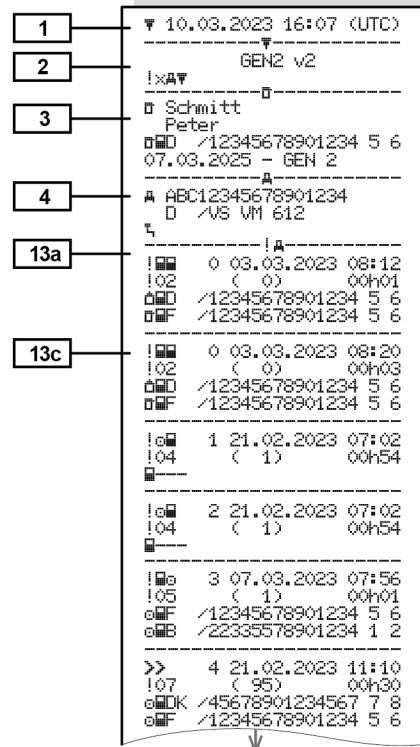 1
▼ 10.03.2023 16:07 (UTC)
2
GEN2 v2
!×A▼
3
Schmitt
Peter
D /12345678901234 5 6
07.03.2025 - GEN 2
4
A ABC12345678901234
D /VS VM 612
!A
13a
! 0 03.03.2023 08:12
!02 ( 0) 00h01
D /12345678901234 5 6
F /12345678901234 5 6
13c
! 0 03.03.2023 08:20
!02 ( 0) 00h03
D /12345678901234 5 6
F /12345678901234 5 6
! 1 21.02.2023 07:02
!04 ( 1) 00h54
---
! 2 21.02.2023 07:02
!04 ( 1) 00h54
---
! 3 07.03.2023 07:56
!05 ( 1) 00h01
F /12345678901234 5 6
B /22335578901234 1 2
>> 4 21.02.2023 11:10
!07 ( 95) 00h30
DK /45678901234567 7 8
F /12345678901234 5 6